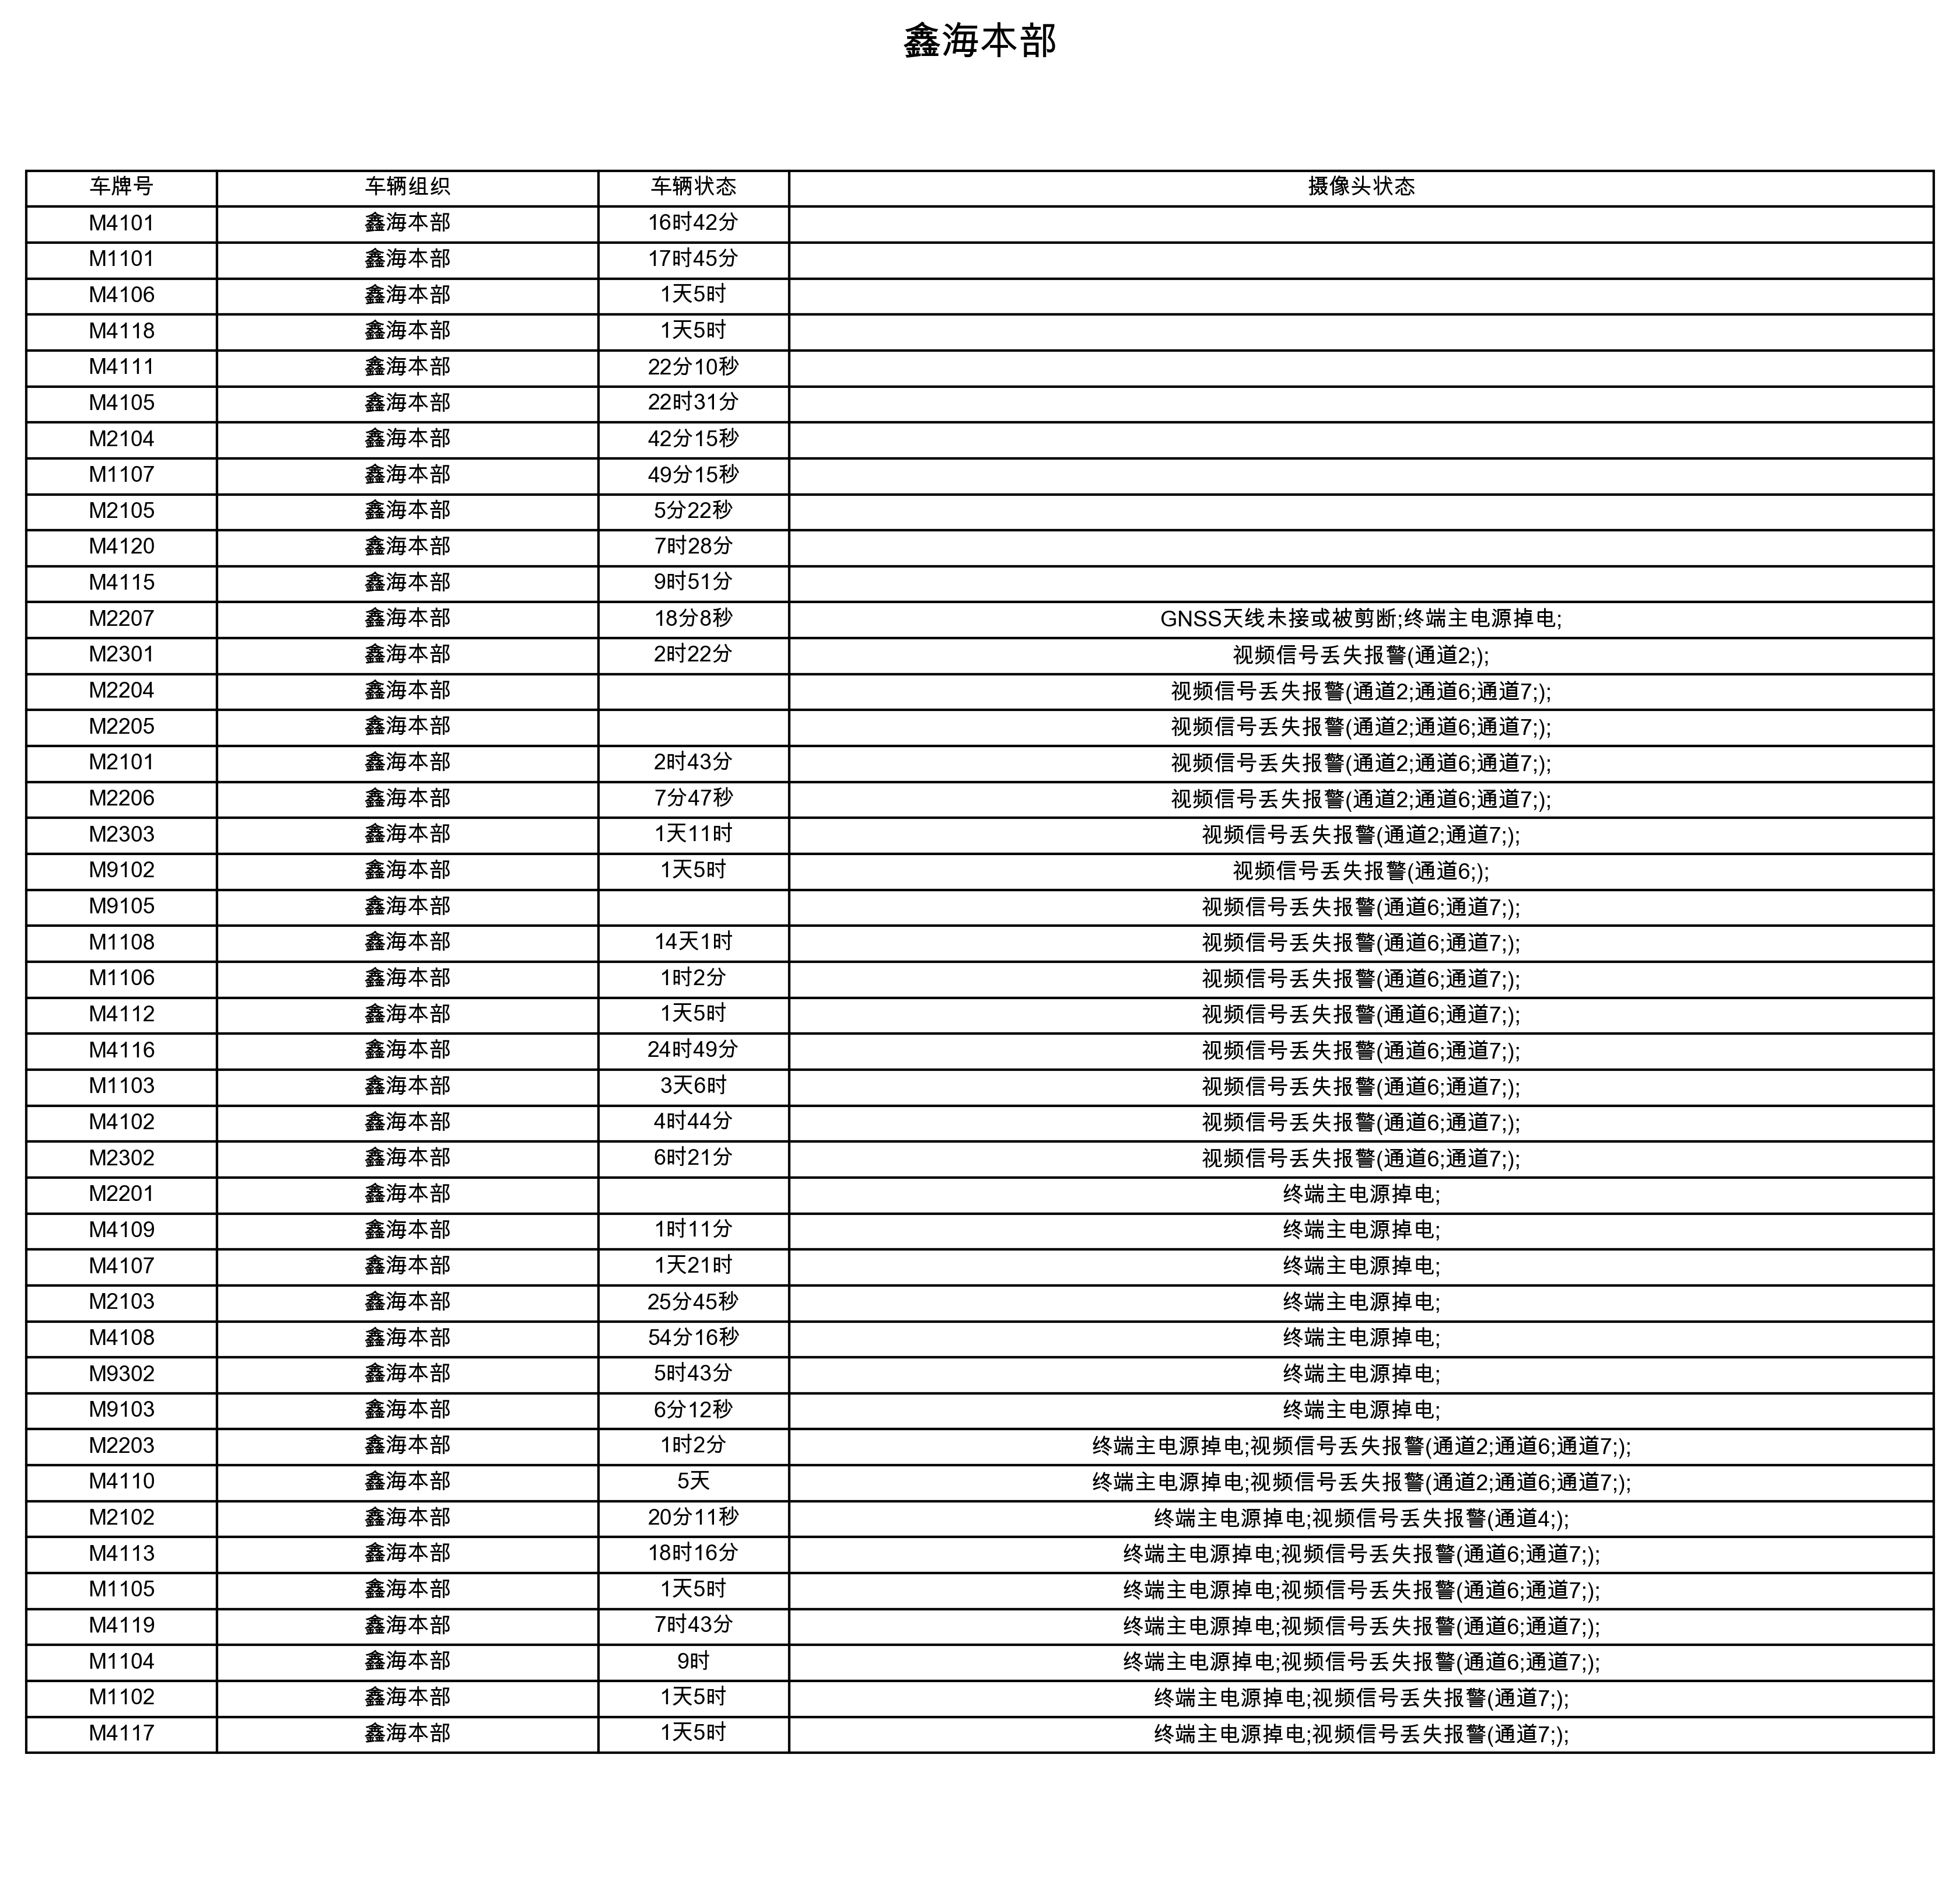 鑫海本部
车牌号 车辆组织 车辆状态 摄像头状态
M4101 鑫海本部 16时42分
M1101 鑫海本部 17时45分
M4106 鑫海本部 1天5时
M4118 鑫海本部 1天5时
M4111 鑫海本部 22分10秒
M4105 鑫海本部 22时31分
M2104 鑫海本部 42分15秒
M1107 鑫海本部 49分15秒
M2105 鑫海本部 5分22秒
M4120 鑫海本部 7时28分
M4115 鑫海本部 9时51分
M2207 鑫海本部 18分8秒 GNSS天线未接或被剪断;终端主电源掉电;
M2301 鑫海本部 2时22分 视频信号丢失报警(通道2;);
M2204 鑫海本部 视频信号丢失报警(通道2;通道6;通道7;);
M2205 鑫海本部 视频信号丢失报警(通道2;通道6;通道7;);
M2101 鑫海本部 2时43分 视频信号丢失报警(通道2;通道6;通道7;);
M2206 鑫海本部 7分47秒 视频信号丢失报警(通道2;通道6;通道7;);
M2303 鑫海本部 1天11时 视频信号丢失报警(通道2;通道7;);
M9102 鑫海本部 1天5时 视频信号丢失报警(通道6;);
M9105 鑫海本部 视频信号丢失报警(通道6;通道7;);
M1108 鑫海本部 14天1时 视频信号丢失报警(通道6;通道7;);
M1106 鑫海本部 1时2分 视频信号丢失报警(通道6;通道7;);
M4112 鑫海本部 1天5时 视频信号丢失报警(通道6;通道7;);
M4116 鑫海本部 24时49分 视频信号丢失报警(通道6;通道7;);
M1103 鑫海本部 3天6时 视频信号丢失报警(通道6;通道7;);
M4102 鑫海本部 4时44分 视频信号丢失报警(通道6;通道7;);
M2302 鑫海本部 6时21分 视频信号丢失报警(通道6;通道7;);
M2201 鑫海本部 终端主电源掉电;
M4109 鑫海本部 1时11分 终端主电源掉电;
M4107 鑫海本部 1天21时 终端主电源掉电;
M2103 鑫海本部 25分45秒 终端主电源掉电;
M4108 鑫海本部 54分16秒 终端主电源掉电;
M9302 鑫海本部 5时43分 终端主电源掉电;
M9103 鑫海本部 6分12秒 终端主电源掉电;
M2203 鑫海本部 1时2分 终端主电源掉电;视频信号丢失报警(通道2;通道6;通道7;);
M4110 鑫海本部 5天 终端主电源掉电;视频信号丢失报警(通道2;通道6;通道7;);
M2102 鑫海本部 20分11秒 终端主电源掉电;视频信号丢失报警(通道4;);
M4113 鑫海本部 18时16分 终端主电源掉电;视频信号丢失报警(通道6;通道7;);
M1105 鑫海本部 1天5时 终端主电源掉电;视频信号丢失报警(通道6;通道7;);
M4119 鑫海本部 7时43分 终端主电源掉电;视频信号丢失报警(通道6;通道7;);
M1104 鑫海本部 9时 终端主电源掉电;视频信号丢失报警(通道6;通道7;);
M1102 鑫海本部 1天5时 终端主电源掉电;视频信号丢失报警(通道7;);
M4117 鑫海本部 1天5时 终端主电源掉电;视频信号丢失报警(通道7;);